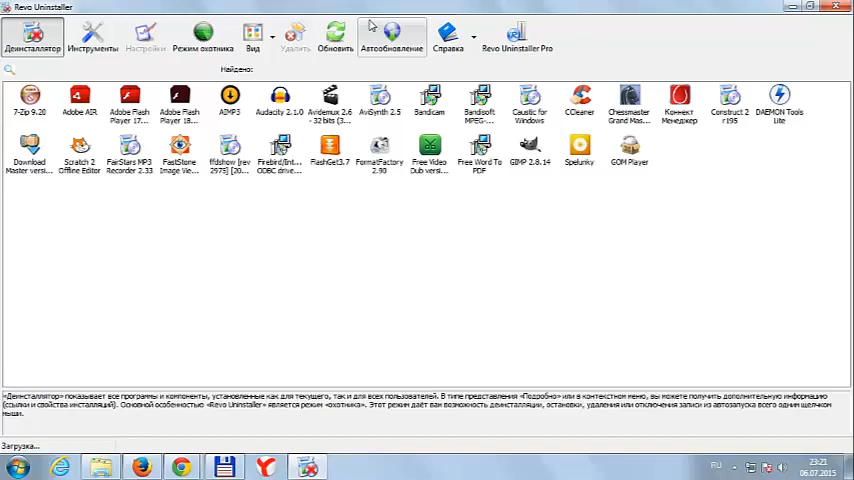 Revo Uninstaller
Деинсталлятор Инструменты Настройки Режим охотника Вид Удалить Обновить Автообновление Справка Revo Uninstaller Pro
Найдено:
7-Zip 9.20 Adobe AIR Adobe Flash Adobe Flash AIMP3 Audacity 2.1.0 Avidemux 2.6 AviSynth 2.5 Bandicam Bandisoft Caustic for CCleaner Chessmaster Коннект Construct 2 DAEMON Tools
Player 17... Player 18... - 32 bits (3... MPEG-... Windows Grand Mas... Менеджер r195 Lite
Download Scratch 2 FairStars MP3 FastStone ffdshow [rev Firebird/Int... FlashGet3.7 FormatFactory Free Video Free Word To GIMP 2.8.14 Spelunky GOM Player
Master versi... Offline Editor Recorder 2.33 Image Vie... 2975] [20... ODBC drive... 2.90 Dub versi... PDF
«Деинсталлятор» показывает все программы и компоненты, установленные как для текущего, так и для всех пользователей. В типе представления «Подробно» или в контекстном меню, вы можете получить дополнительную информацию
(ссылки и свойства инсталляций). Основной особенностью «Revo Uninstaller» является режим «охотника». Этот режим даёт вам возможность деинсталляции, остановки, удаления или отключения записи из автозапуска всего одним щелчком
мыши.
Загрузка...
RU 23:21
06.07.2015